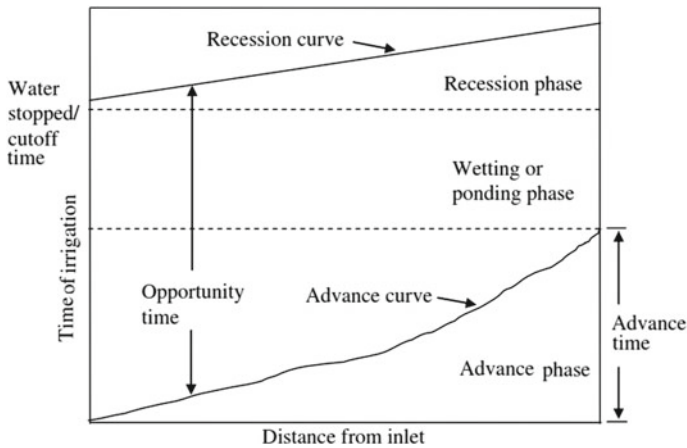 Recession curve
Recession phase
Water
stopped/
cutoff
time
Wetting or
ponding phase
Time of irrigation
Opportunity
time
Advance curve
Advance
time
Advance phase
Distance from inlet